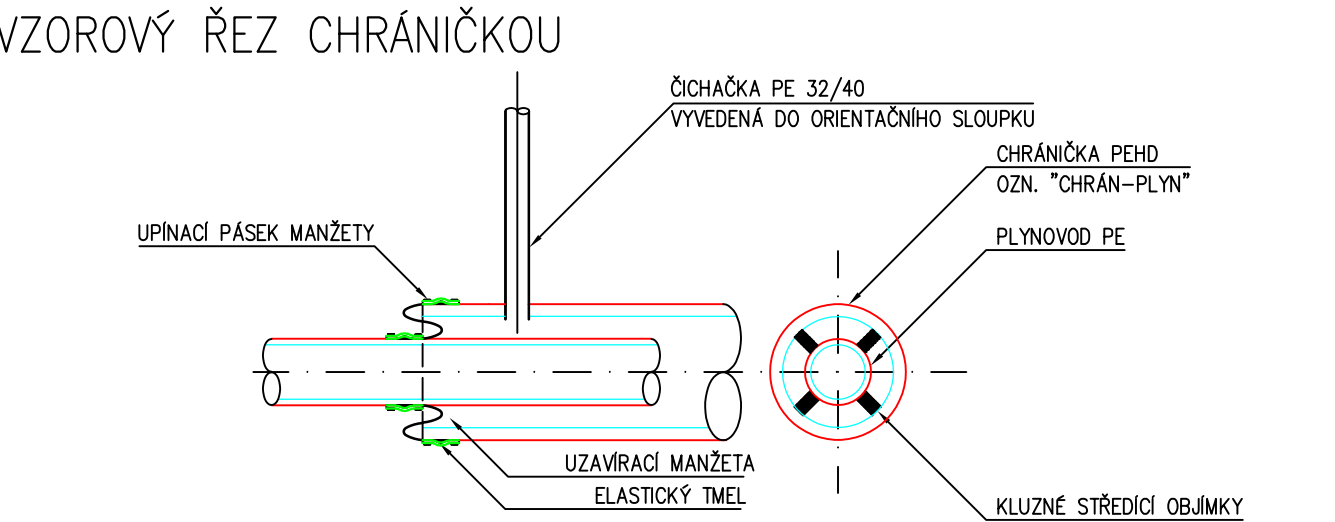 VZOROVÝ ŘEZ CHRÁNIČKOU
ČICHAČKA PE 32/40
VYVEDENÁ DO ORIENTAČNÍHO SLOUPKU
CHRÁNIČKA PEHD
OZN. "CHRÁN-PLYN"
UPÍNACÍ PÁSEK MANŽETY
PLYNOVOD PE
UZAVÍRACÍ MANŽETA
ELASTICKÝ TMEL
KLUZNÉ STŘEDÍCÍ OBJÍMKY